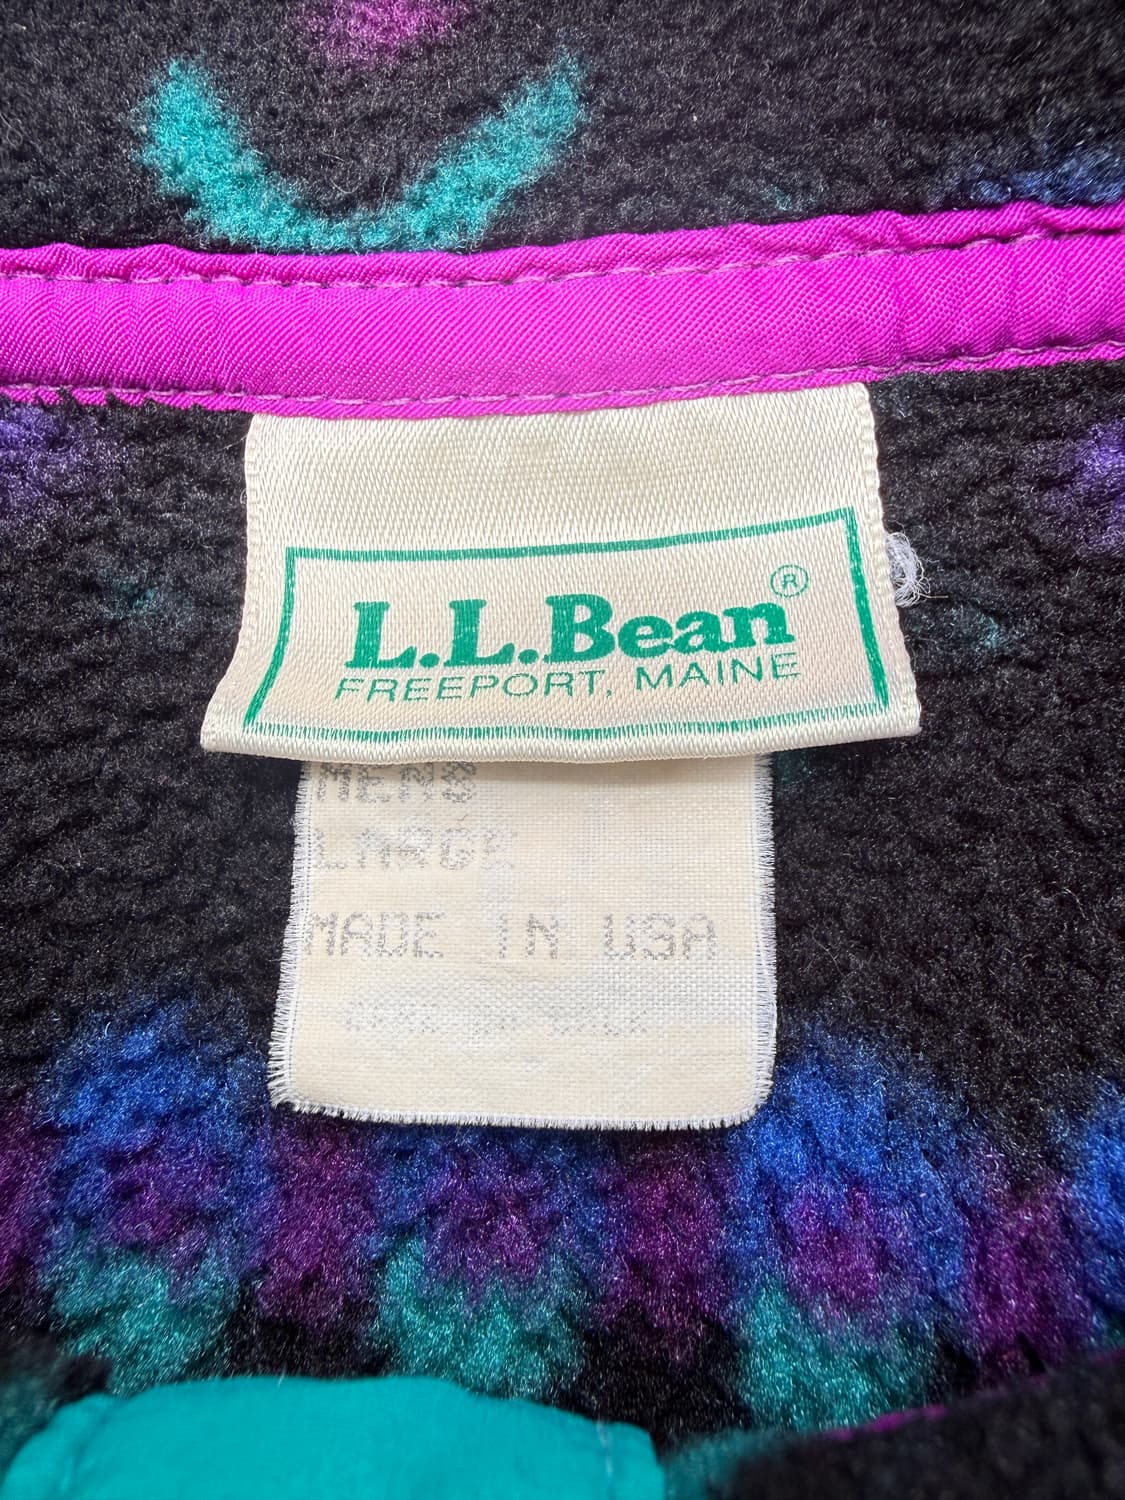 L.L.Bean®
FREEPORT, MAINE
MENS
LARGE
MADE IN USA